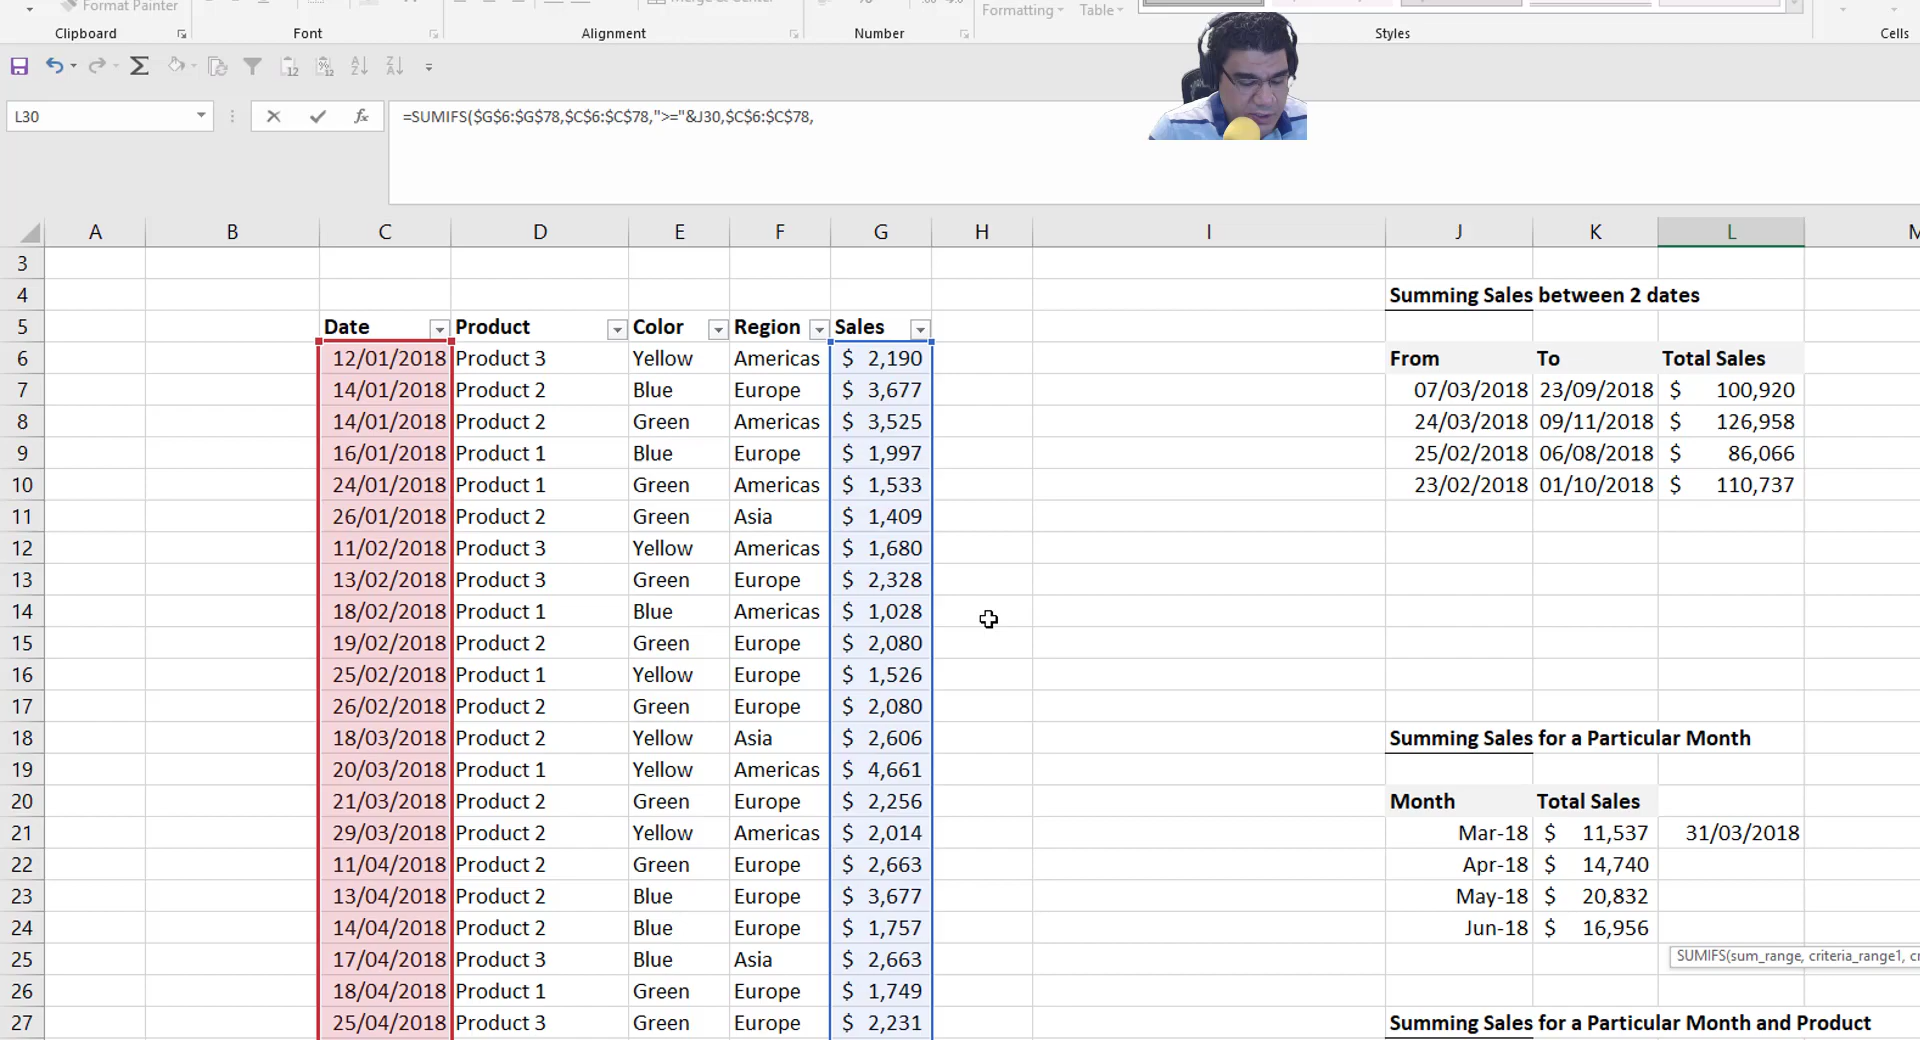 Format Painter Merge & Center Formatting Table
Clipboard Font Alignment Number Styles Cells
L30 fx =SUMIFS($G$6:$G$78,$C$6:$C$78,">="&J30,$C$6:$C$78,
A B C D E F G H I J K L
3
4 Summing Sales between 2 dates
5 Date Product Color Region Sales
6 12/01/2018 Product 3 Yellow Americas $ 2,190 From To Total Sales
7 14/01/2018 Product 2 Blue Europe $ 3,677 07/03/2018 23/09/2018 $ 100,920
8 14/01/2018 Product 2 Green Americas $ 3,525 24/03/2018 09/11/2018 $ 126,958
9 16/01/2018 Product 1 Blue Europe $ 1,997 25/02/2018 06/08/2018 $ 86,066
10 24/01/2018 Product 1 Green Americas $ 1,533 23/02/2018 01/10/2018 $ 110,737
11 26/01/2018 Product 2 Green Asia $ 1,409
12 11/02/2018 Product 3 Yellow Americas $ 1,680
13 13/02/2018 Product 3 Green Europe $ 2,328
14 18/02/2018 Product 1 Blue Americas $ 1,028
15 19/02/2018 Product 2 Green Europe $ 2,080
16 25/02/2018 Product 1 Yellow Europe $ 1,526
17 26/02/2018 Product 2 Green Europe $ 2,080
18 18/03/2018 Product 2 Yellow Asia $ 2,606 Summing Sales for a Particular Month
19 20/03/2018 Product 1 Yellow Americas $ 4,661
20 21/03/2018 Product 2 Green Europe $ 2,256 Month Total Sales
21 29/03/2018 Product 2 Yellow Americas $ 2,014 Mar-18 $ 11,537 31/03/2018
22 11/04/2018 Product 2 Green Europe $ 2,663 Apr-18 $ 14,740
23 13/04/2018 Product 2 Blue Europe $ 3,677 May-18 $ 20,832
24 14/04/2018 Product 2 Blue Europe $ 1,757 Jun-18 $ 16,956
25 17/04/2018 Product 3 Blue Asia $ 2,663 SUMIFS(sum_range, criteria_range1, cr
26 18/04/2018 Product 1 Green Europe $ 1,749
27 25/04/2018 Product 3 Green Europe $ 2,231 Summing Sales for a Particular Month and Product